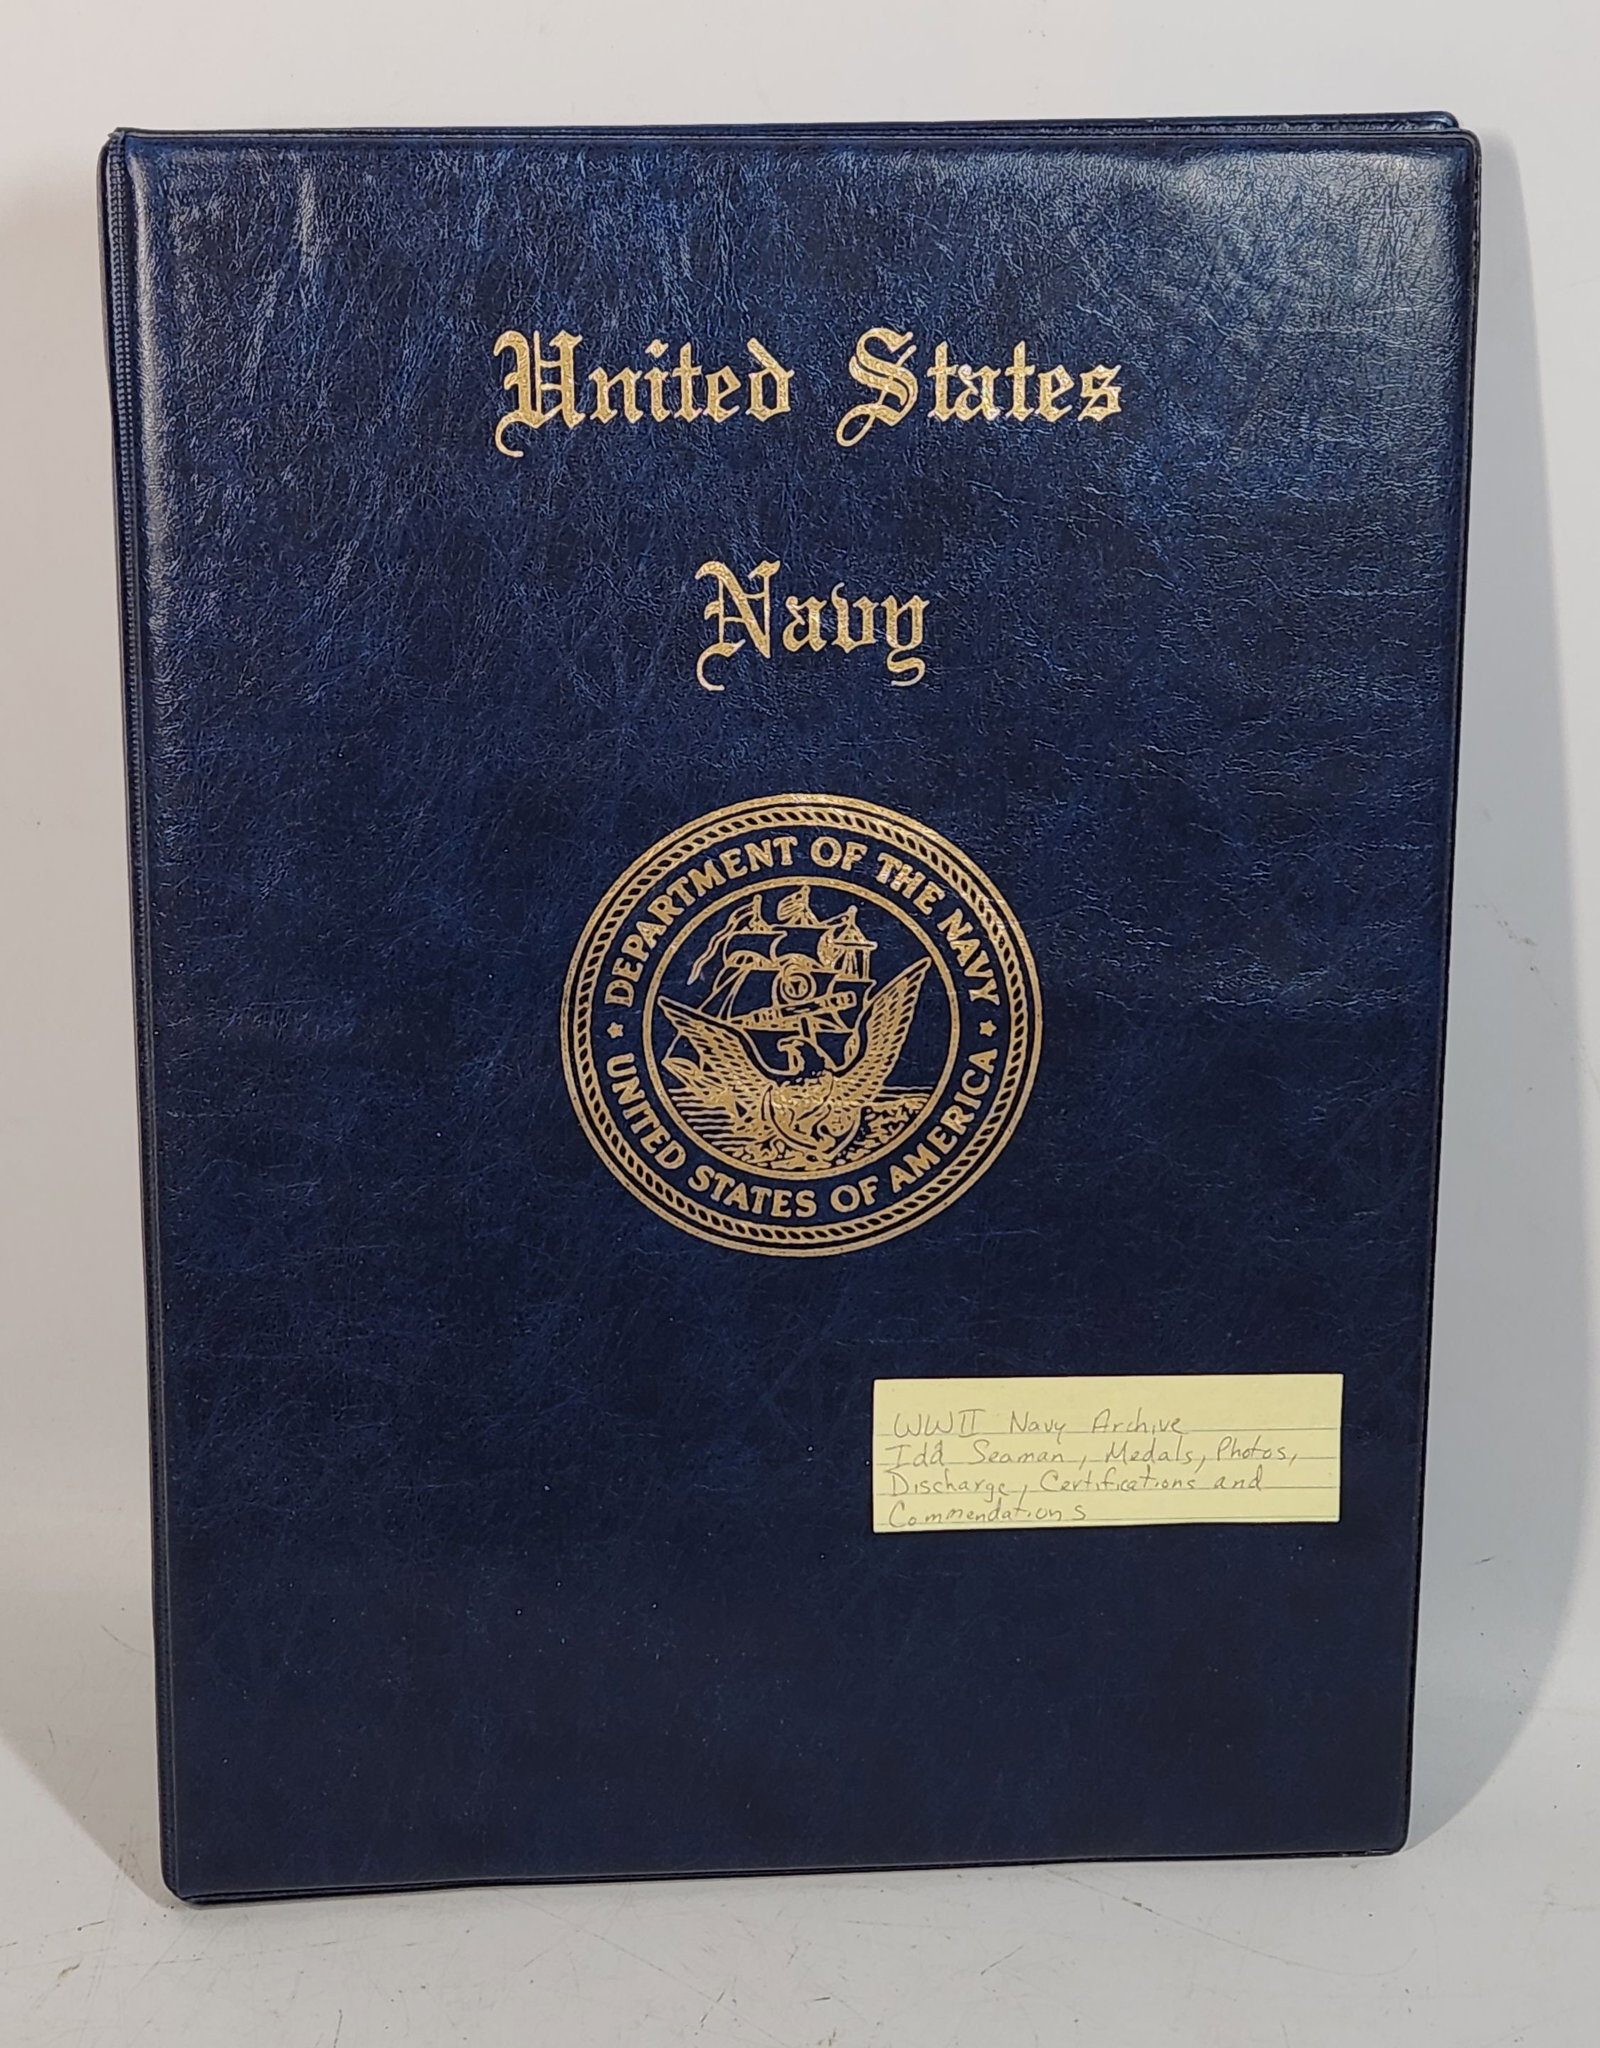 United States
Navy
DEPARTMENT OF THE NAVY
UNITED STATES OF AMERICA
WWII Navy Archive
Idd Seaman, Medals, Photos,
Discharge, Certifications and
Commendations